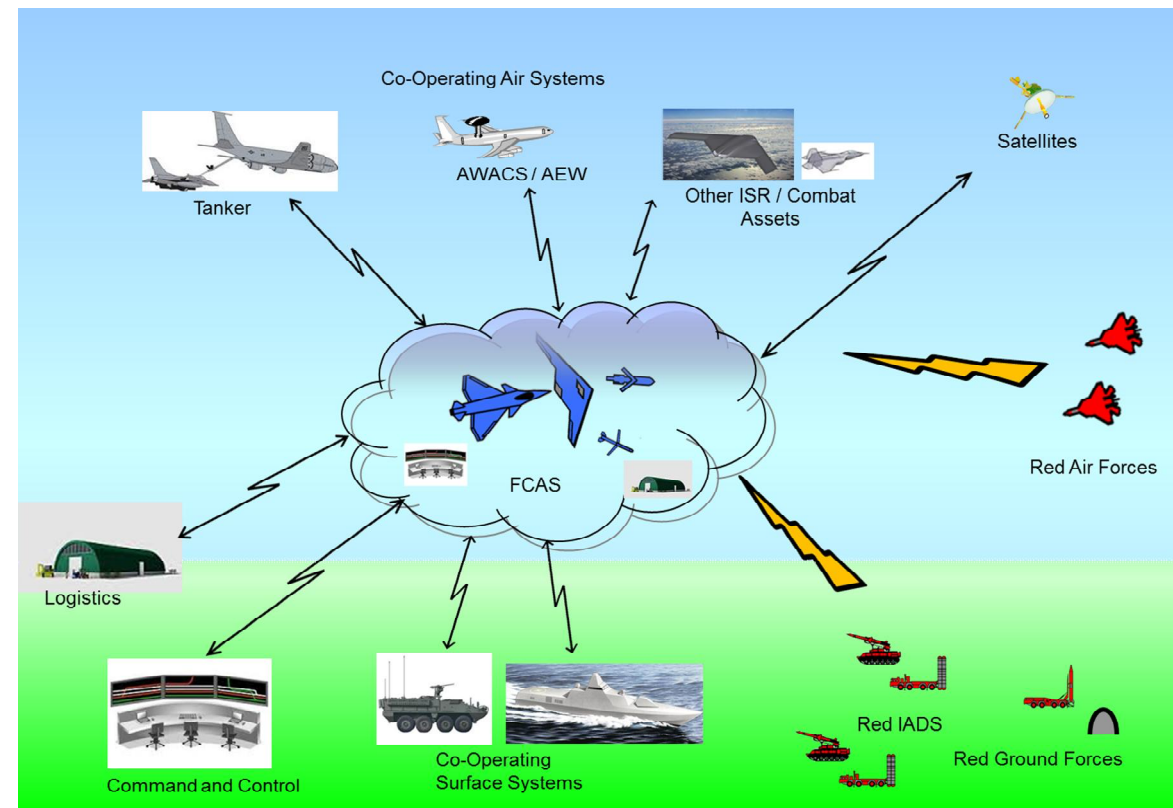 Co-Operating Air Systems
Satellites
AWACS / AEW
Tanker
Other ISR / Combat
Assets
Red Air Forces
FCAS
Logistics
Red IADS
Co-Operating
Surface Systems
Red Ground Forces
Command and Control